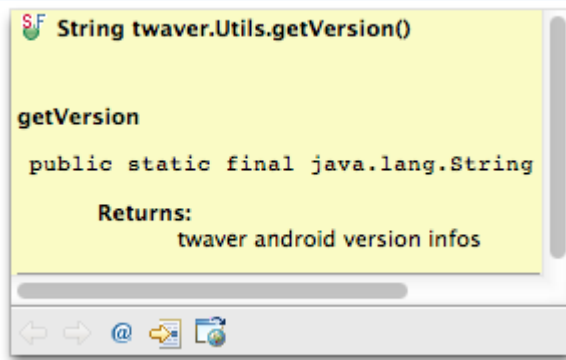 S F String twaver.Utils.getVersion()
getVersion
public static final java.lang.String
Returns:
twaver android version infos
@